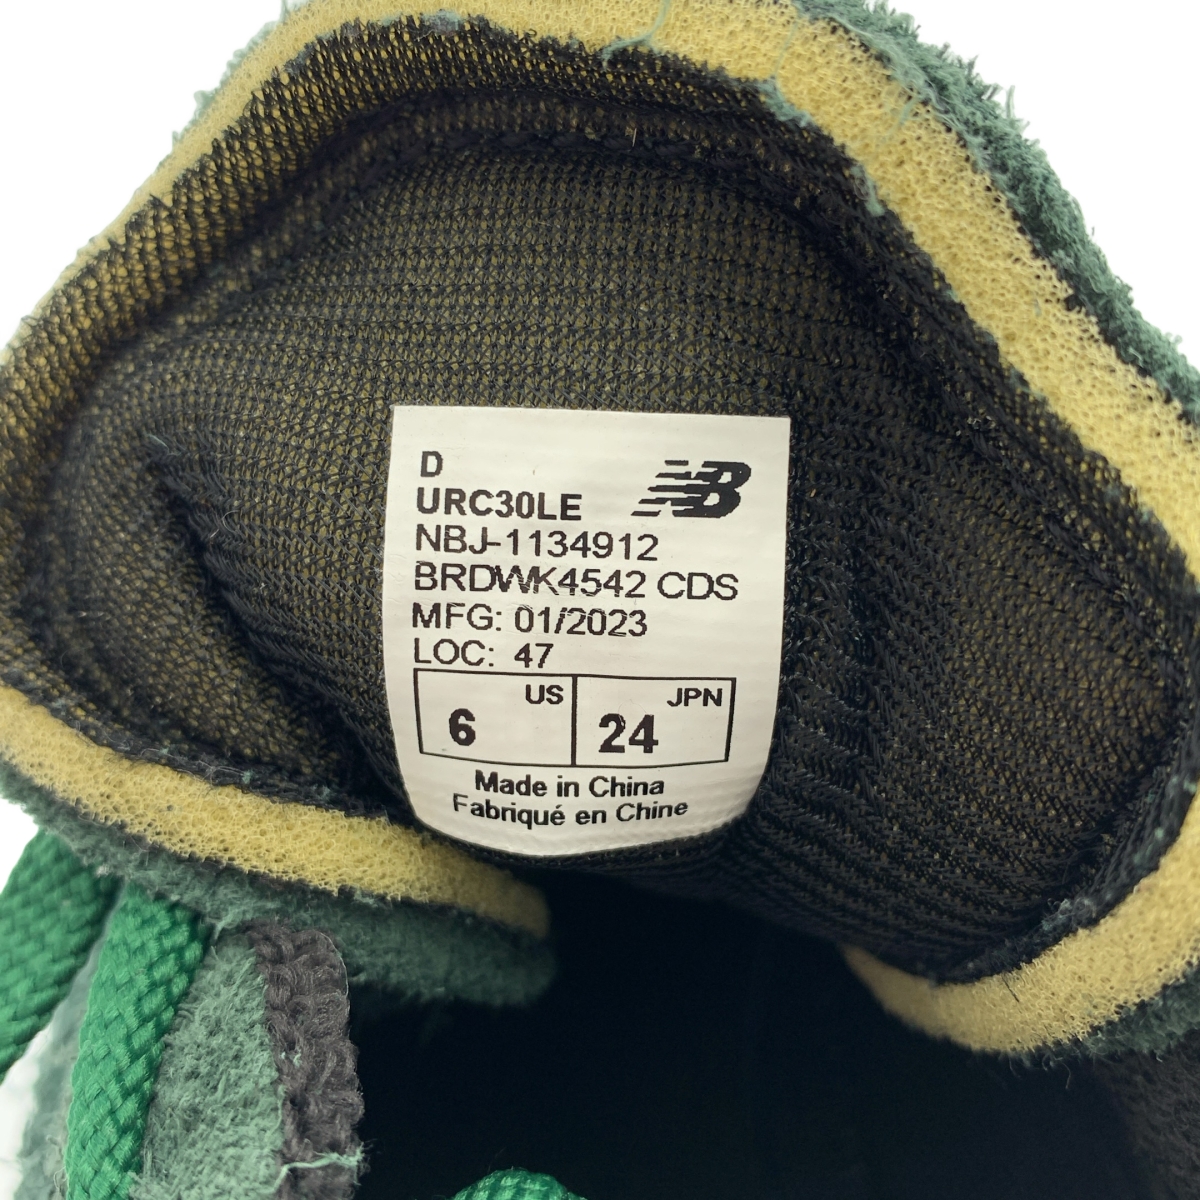 D
NB
URC30LE
NBJ-1134912
BRDWK4542 CDS
MFG: 01/2023
LOC: 47
US JPN
6 24
Made in China
Fabriqué en Chine